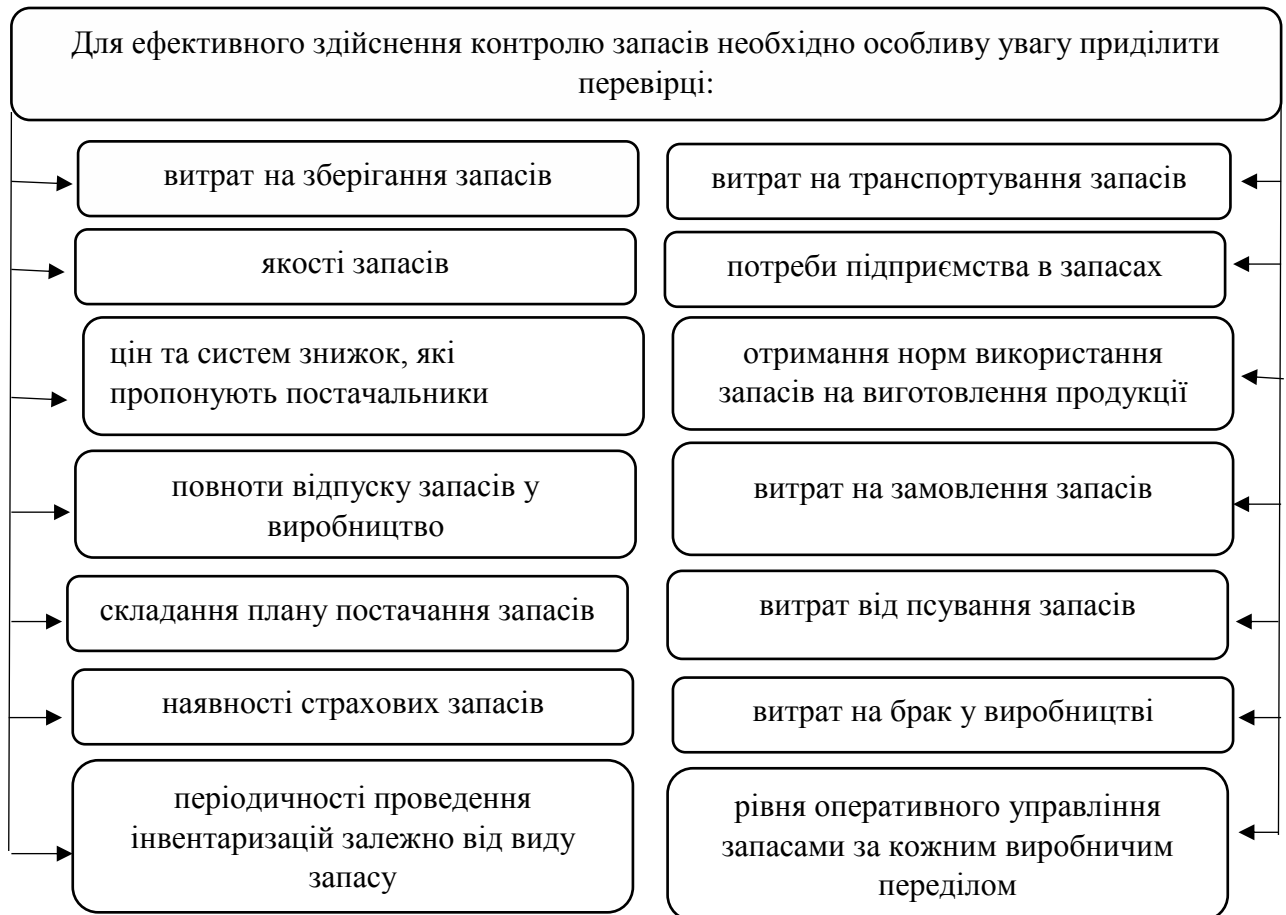 Для ефективного здійснення контролю запасів необхідно особливу увагу приділити
перевірці:
витрат на зберігання запасів
витрат на транспортування запасів
якості запасів
потреби підприємства в запасах
цін та систем знижок, які
пропонують постачальники
отримання норм використання
запасів на виготовлення продукції
повноти відпуску запасів у
виробництво
витрат на замовлення запасів
складання плану постачання запасів
витрат від псування запасів
наявності страхових запасів
витрат на брак у виробництві
періодичності проведення
інвентаризацій залежно від виду
запасу
рівня оперативного управління
запасами за кожним виробничим
переділом